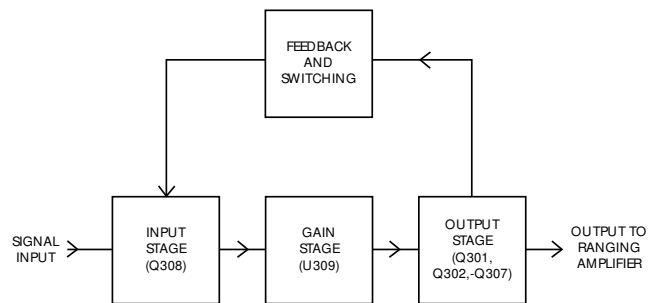 FEEDBACK
AND
SWITCHING
SIGNAL
INPUT
INPUT
STAGE
(Q308)
GAIN
STAGE
(U309)
OUTPUT
STAGE
(Q301,
Q302,-Q307)
OUTPUT TO
RANGING
AMPLIFIER